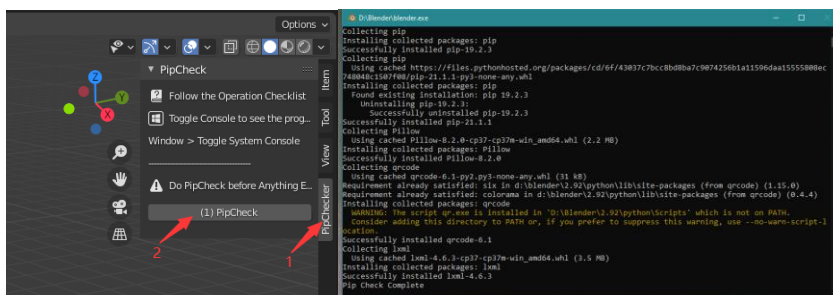 Options
PipCheck
Follow the Operation Checklist
Toggle Console to see the prog...
Window > Toggle System Console
Do PipCheck before Anything E...
(1) PipCheck
Item
Tool
View
PipChecker
2
1
X
Y
Z
D:\Blender\blender.exe
Collecting pip
Installing collected packages: pip
Successfully installed pip-19.2.3
Collecting pip
Using cached https://files.pythonhosted.org/packages/cd/6f/43037c7bcc8bd8ba7c9074256b1a11596daa15555808ec
748048c1507f08/pip-21.1.1-py3-none-any.whl
Installing collected packages: pip
Found existing installation: pip 19.2.3
Uninstalling pip-19.2.3:
Successfully uninstalled pip-19.2.3
Successfully installed pip-21.1.1
Collecting Pillow
Using cached Pillow-8.2.0-cp37-cp37m-win_amd64.whl (2.2 MB)
Installing collected packages: Pillow
Successfully installed Pillow-8.2.0
Collecting qrcode
Using cached qrcode-6.1-py2.py3-none-any.whl (31 kB)
Requirement already satisfied: six in d:\blender\2.92\python\lib\site-packages (from qrcode) (1.15.0)
Requirement already satisfied: colorama in d:\blender\2.92\python\lib\site-packages (from qrcode) (0.4.4)
Installing collected packages: qrcode
WARNING: The script qr.exe is installed in 'D:\Blender\2.92\python\Scripts' which is not on PATH.
Consider adding this directory to PATH or, if you prefer to suppress this warning, use --no-warn-script-l
ocation.
Successfully installed qrcode-6.1
Collecting lxml
Using cached lxml-4.6.3-cp37-cp37m-win_amd64.whl (3.5 MB)
Installing collected packages: lxml
Successfully installed lxml-4.6.3
Pip Check Complete